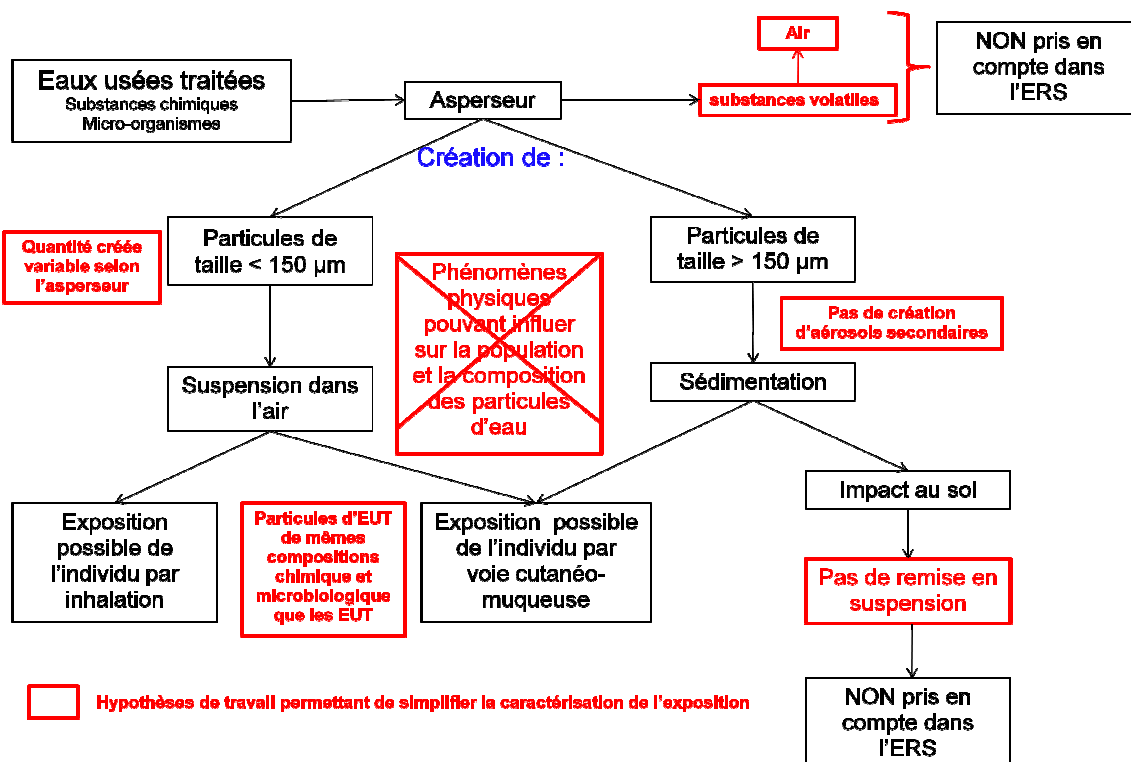 Eaux usées traitées
Substances chimiques
Micro-organismes
Asperseur
Air
substances volatiles
NON pris en
compte dans
l'ERS
Création de :
Quantité créée
variable selon
l'asperseur
Particules de
taille < 150 µm
Phénomènes
physiques
pouvant influer
sur la population
et la composition
des particules
d'eau
Particules de
taille > 150 µm
Pas de création
d'aérosols secondaires
Suspension dans
l'air
Sédimentation
Exposition
possible de
l'individu par
inhalation
Particules d'EUT
de mêmes
compositions
chimique et
microbiologique
que les EUT
Exposition possible
de l'individu par
voie cutanéo-
muqueuse
Impact au sol
Pas de remise en
suspension
NON pris en
compte dans
l'ERS
Hypothèses de travail permettant de simplifier la caractérisation de l'exposition